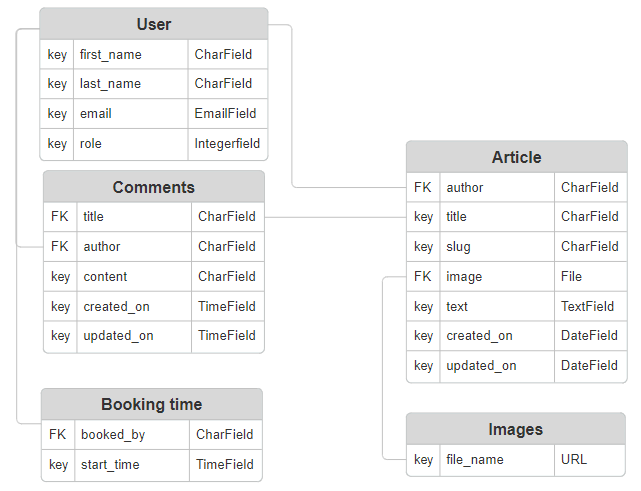 User
key first_name CharField
key last_name CharField
key email EmailField
key role Integerfield
Comments
FK title CharField
FK author CharField
key content CharField
key created_on TimeField
key updated_on TimeField
Booking time
FK booked_by CharField
key start_time TimeField
Article
FK author CharField
key title CharField
key slug CharField
FK image File
key text TextField
key created_on DateField
key updated_on DateField
Images
key file_name URL